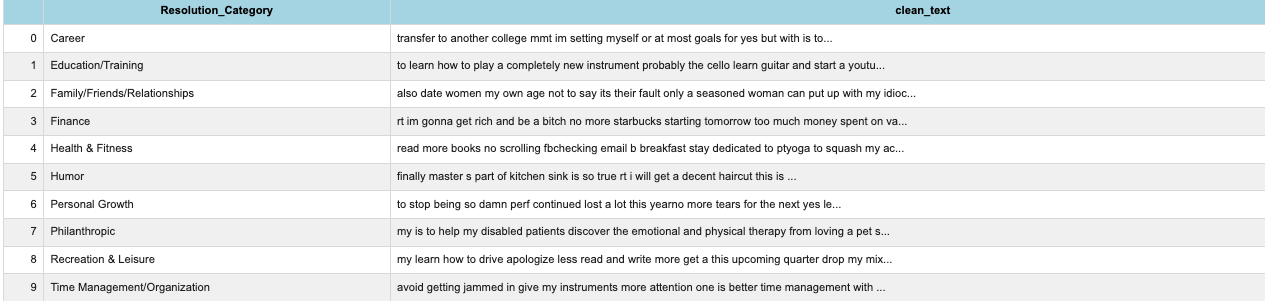 Resolution_Category clean_text
0 Career transfer to another college mmt im setting myself or at most goals for yes but with is to...
1 Education/Training to learn how to play a completely new instrument probably the cello learn guitar and start a youtu...
2 Family/Friends/Relationships also date women my own age not to say its their fault only a seasoned woman can put up with my idioc...
3 Finance rt im gonna get rich and be a bitch no more starbucks starting tomorrow too much money spent on va...
4 Health & Fitness read more books no scrolling fbchecking email b breakfast stay dedicated to ptyoga to squash my ac...
5 Humor finally master s part of kitchen sink is so true rt i will get a decent haircut this is ...
6 Personal Growth to stop being so damn perf continued lost a lot this yearno more tears for the next yes le...
7 Philanthropic my is to help my disabled patients discover the emotional and physical therapy from loving a pet s...
8 Recreation & Leisure my learn how to drive apologize less read and write more get a this upcoming quarter drop my mix...
9 Time Management/Organization avoid getting jammed in give my instruments more attention one is better time management with ...